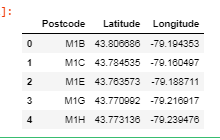 ]:
Postcode Latitude Longitude
0 M1B 43.806686 -79.194353
1 M1C 43.784535 -79.160497
2 M1E 43.763573 -79.188711
3 M1G 43.770992 -79.216917
4 M1H 43.773136 -79.239476